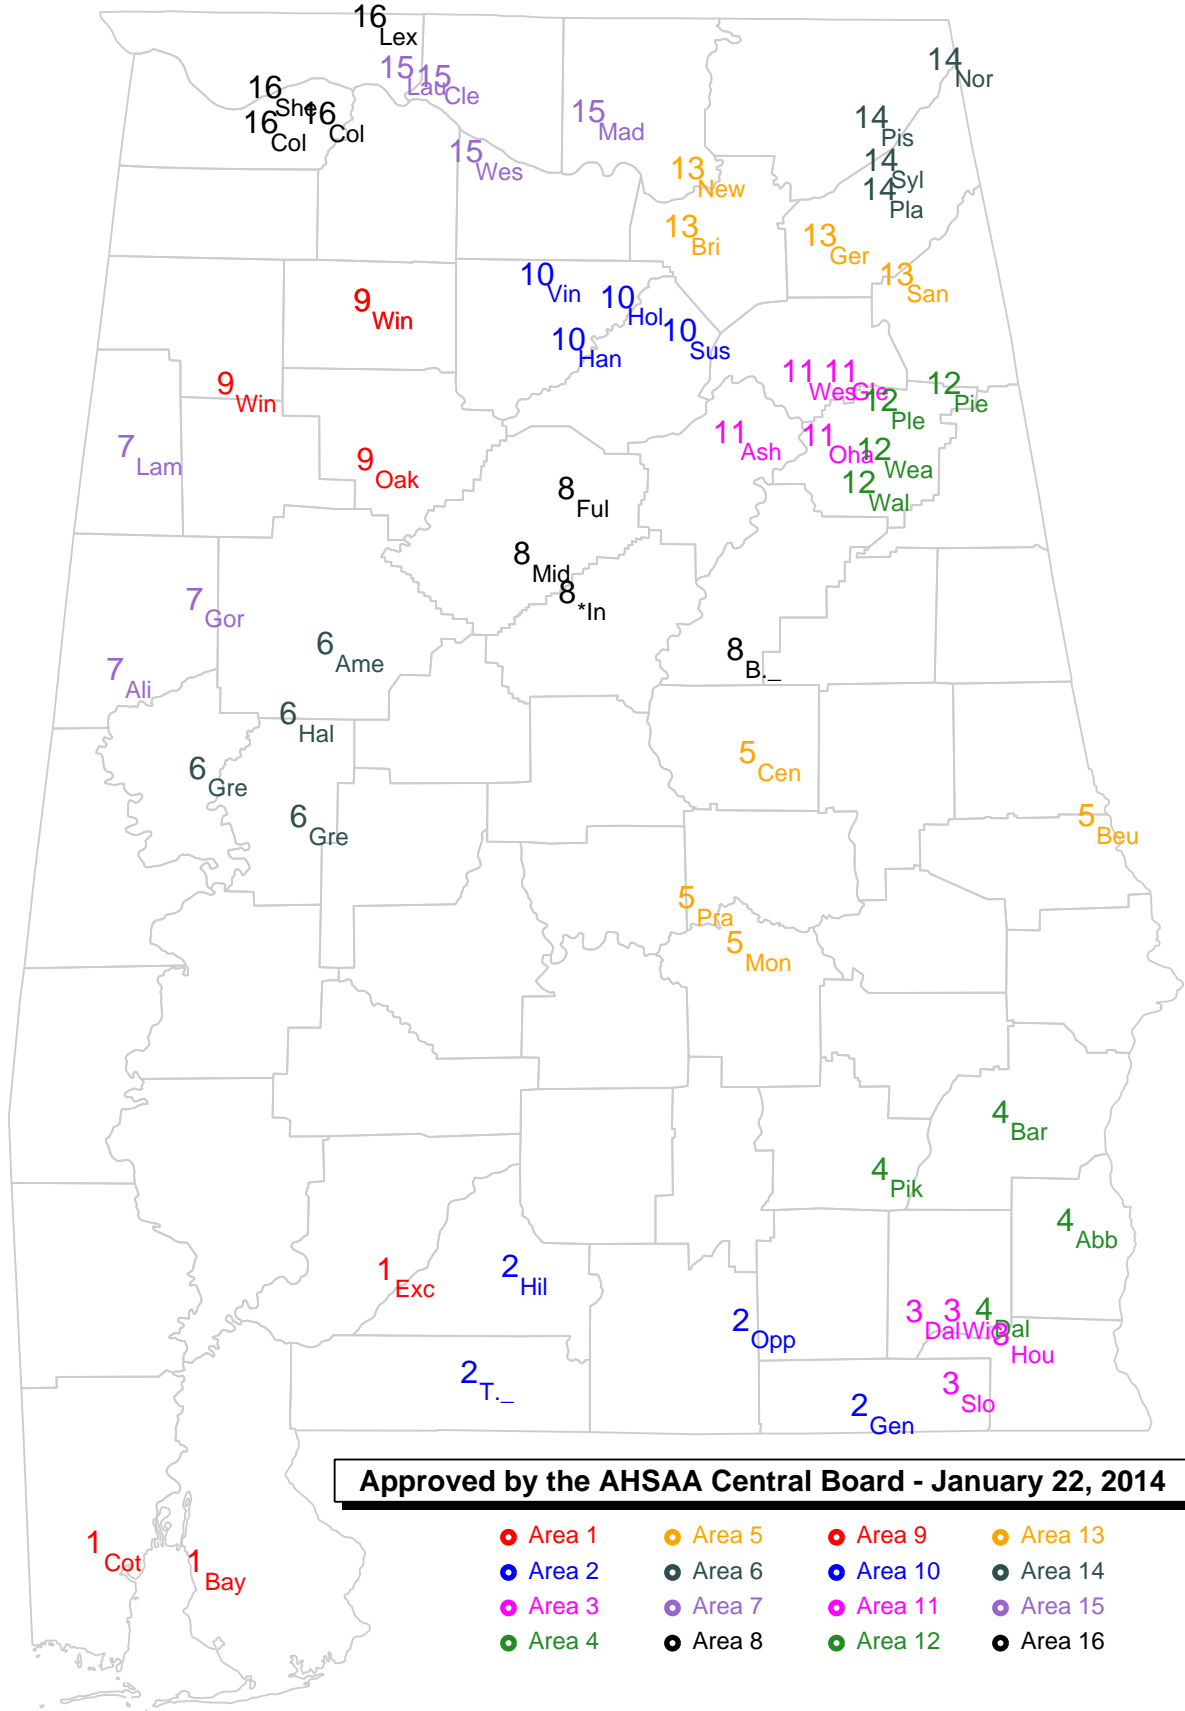 16 Lex
15 Lau
15 Cle
14 Nor
16 She
16 Col
16 Col
15 Mad
14 Pis
15 Wes
13 New
14 Syl
14 Pla
13 Bri
13 Ger
13 San
10 Vin
10 Hol
10 Han
10 Sus
9 Win
9 Win
11 Wes
11 Gle
12 Ple
12 Pie
7 Lam
9 Oak
11 Ash
11 Oha
12 Wea
12 Wal
8 Ful
8 Mid
8 *In
7 Gor
6 Ame
8 B._
7 Ali
6 Hal
6 Gre
5 Cen
6 Gre
5 Beu
5 Pra
5 Mon
4 Bar
4 Pik
4 Abb
1 Exc
2 Hil
2 Opp
3 Dal
3 Wic
4 Dal
3 Hou
2 T._
3 Slo
2 Gen
Approved by the AHSAA Central Board - January 22, 2014
1 Cot
1 Bay
Area 1 Area 5 Area 9 Area 13
Area 2 Area 6 Area 10 Area 14
Area 3 Area 7 Area 11 Area 15
Area 4 Area 8 Area 12 Area 16